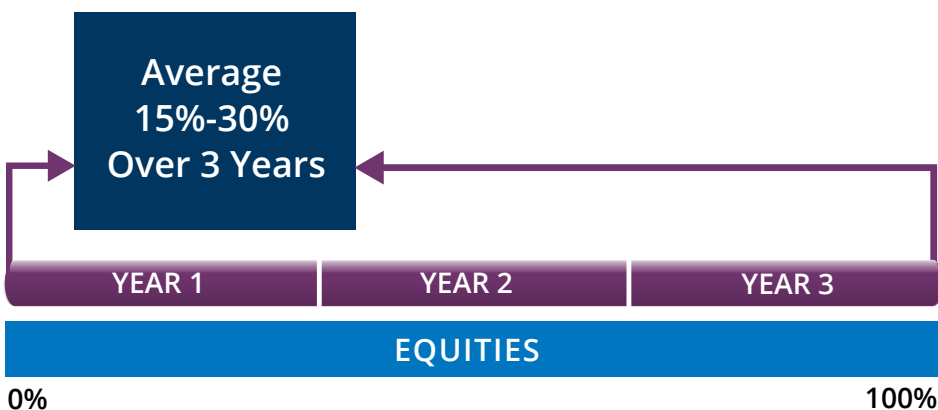 Average
15%-30%
Over 3 Years
YEAR 1 YEAR 2 YEAR 3
EQUITIES
0% 100%